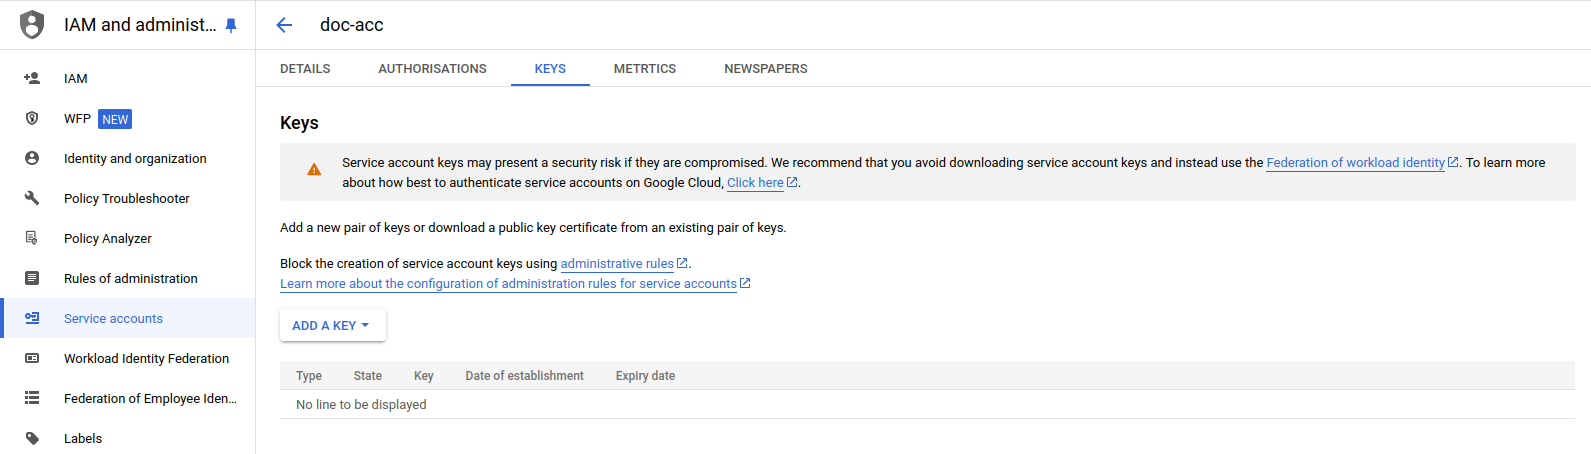 IAM and administ...
doc-acc
IAM
WFP NEW
Identity and organization
Policy Troubleshooter
Policy Analyzer
Rules of administration
Service accounts
Workload Identity Federation
Federation of Employee Iden...
Labels
DETAILS AUTHORISATIONS KEYS METRTICS NEWSPAPERS
Keys
Service account keys may present a security risk if they are compromised. We recommend that you avoid downloading service account keys and instead use the Federation of workload identity. To learn more
about how best to authenticate service accounts on Google Cloud, Click here.
Add a new pair of keys or download a public key certificate from an existing pair of keys.
Block the creation of service account keys using administrative rules.
Learn more about the configuration of administration rules for service accounts
ADD A KEY
Type State Key Date of establishment Expiry date
No line to be displayed